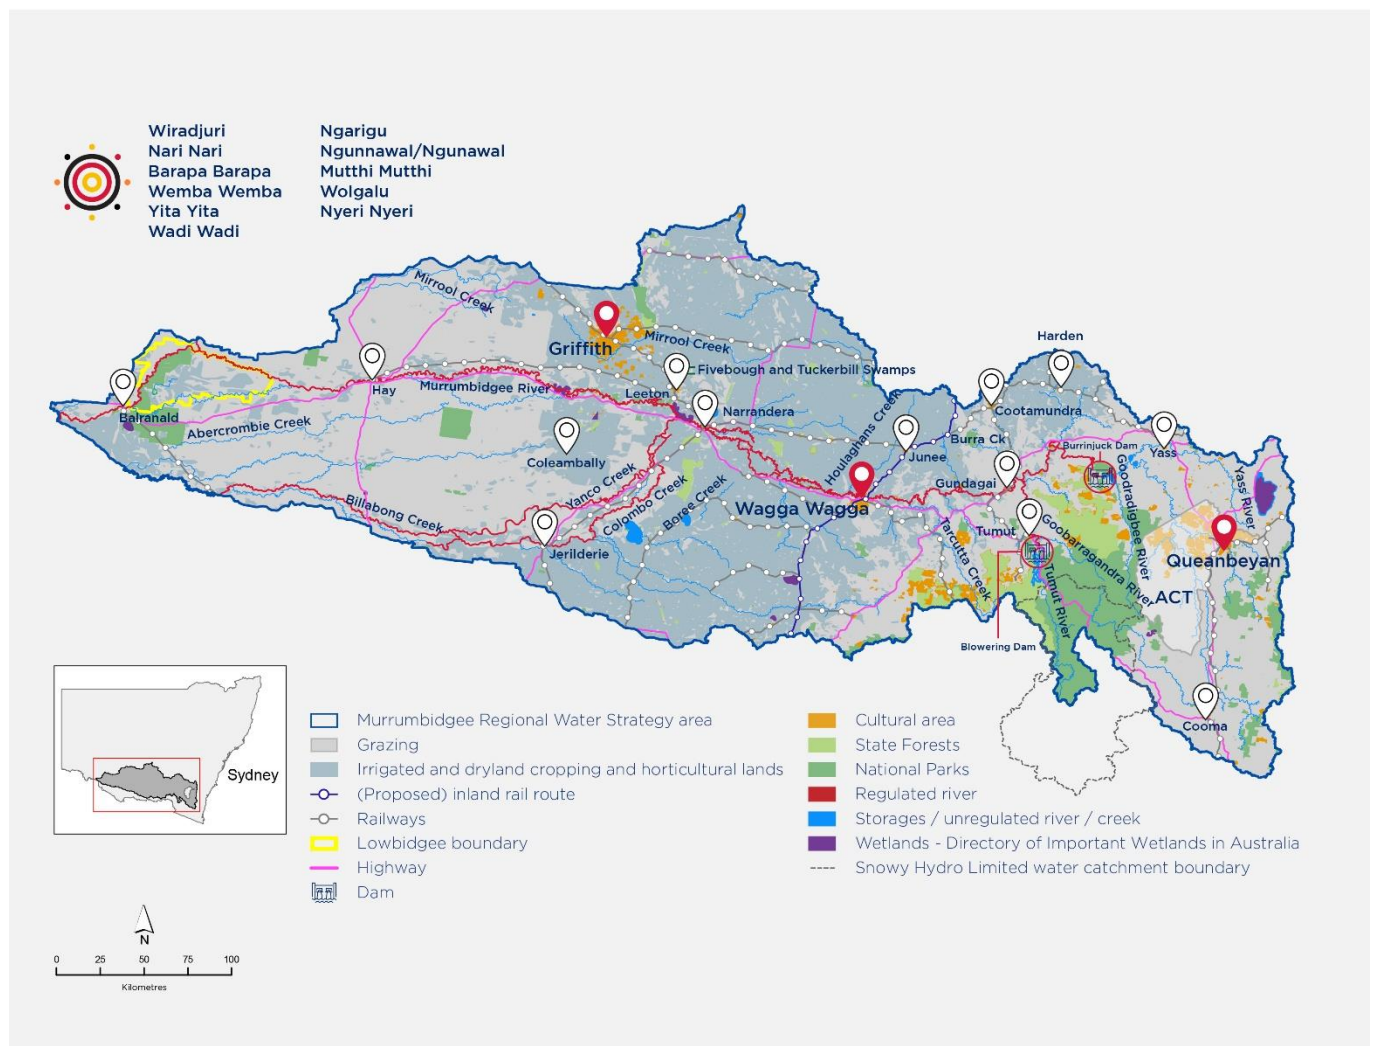 Wiradjuri
Nari Nari
Barapa Barapa
Wemba Wemba
Yita Yita
Wadi Wadi
Ngarigu
Ngunnawal/Ngunawal
Mutthi Mutthi
Wolgalu
Nyeri Nyeri
Mirrool Creek
Griffith
Mirrool Creek
Harden
Fivebough and Tuckerbill Swamps
Hay
Murrumbidgee River
Leeton
Narrandera
Balranald
Abercrombie Creek
Cootamundra
Houlaghans Creek
Burra Ck
Burrinjuck Dam
Junee
Yass
Coleambally
Goodradigbee River
Yass River
Yanco Creek
Gundagai
Billabong Creek
Colombo Creek
Boree Creek
Wagga Wagga
Tarcutta Creek
Tumut
Goobarragandra River
Jerilderie
Queanbeyan
Tumut River
ACT
Blowering Dam
Cooma
Sydney
Murrumbidgee Regional Water Strategy area
Grazing
Irrigated and dryland cropping and horticultural lands
(Proposed) inland rail route
Railways
Lowbidgee boundary
Highway
Dam
Cultural area
State Forests
National Parks
Regulated river
Storages / unregulated river / creek
Wetlands - Directory of Important Wetlands in Australia
Snowy Hydro Limited water catchment boundary
N
0 25 50 75 100
Kilometres